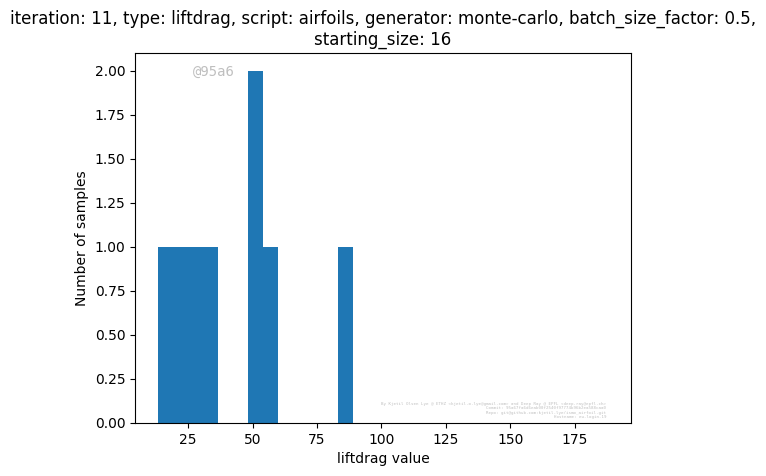 iteration: 11, type: liftdrag, script: airfoils, generator: monte-carlo, batch_size_factor: 0.5,
starting_size: 16
@95a6
2.00
1.75
1.50
1.25
1.00
0.75
0.50
0.25
0.00
Number of samples
25 50 75 100 125 150 175
liftdrag value